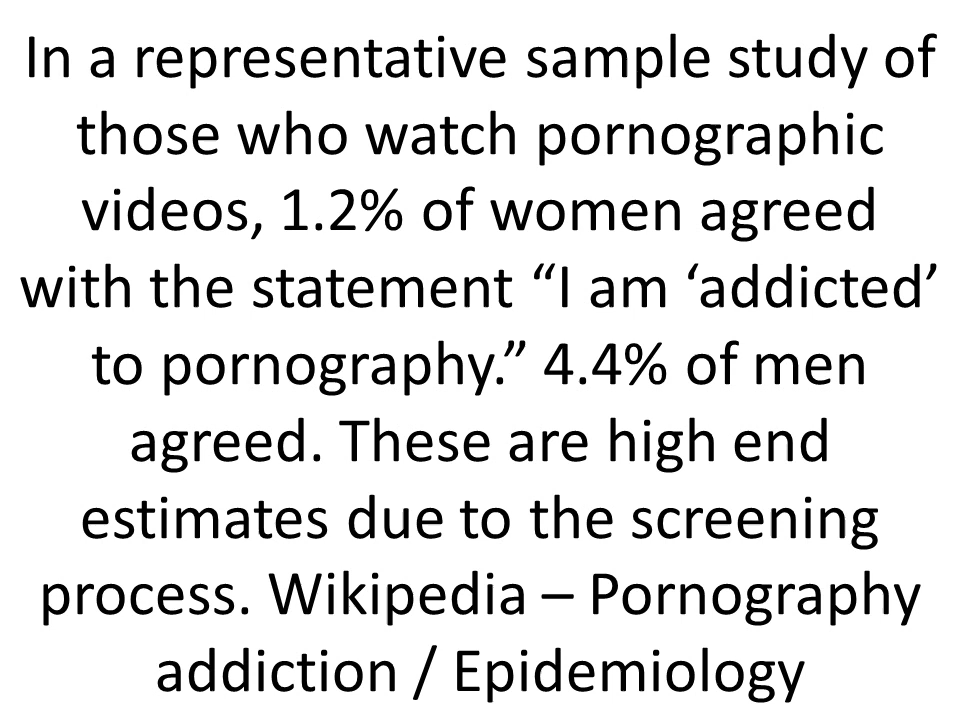 In a representative sample study of
those who watch pornographic
videos, 1.2% of women agreed
with the statement “I am ‘addicted’
to pornography.” 4.4% of men
agreed. These are high end
estimates due to the screening
process. Wikipedia – Pornography
addiction / Epidemiology